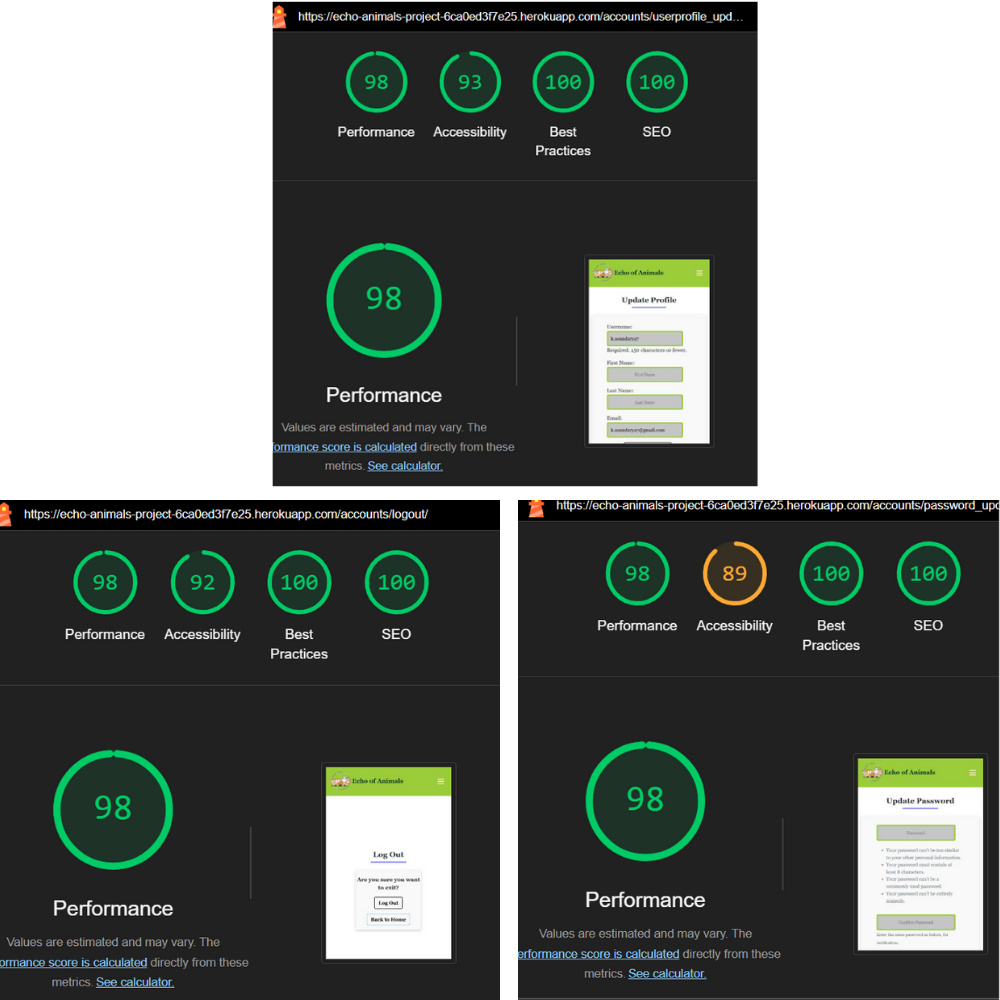 https://echo-animals-project-6ca0ed3f7e25.herokuapp.com/accounts/userprofile_upd...
98 93 100 100
Performance Accessibility Best Practices SEO
98
Performance
Values are estimated and may vary. The
formance score is calculated directly from these
metrics. See calculator.
Echo of Animals
Update Profile
Username:
k.soundarya17
Required. 150 characters or fewer.
First Name:
First Name
Last Name:
Last Name
Email:
k.soundarya17@gmail.com
https://echo-animals-project-6ca0ed3f7e25.herokuapp.com/accounts/logout/
98 92 100 100
Performance Accessibility Best Practices SEO
98
Performance
Values are estimated and may vary. The
ormance score is calculated directly from these
metrics. See calculator.
Echo of Animals
Log Out
Are you sure you want
to exit?
Log Out
Back to Home
https://echo-animals-project-6ca0ed3f7e25.herokuapp.com/accounts/password_upd
98 89 100 100
Performance Accessibility Best Practices SEO
98
Performance
Values are estimated and may vary. The
erformance score is calculated directly from these
metrics. See calculator.
Echo of Animals
Update Password
Password
Your password can't be too similar
to your other personal information.
Your password must contain at
least 8 characters.
Your password can't be a
commonly used password.
Your password can't be entirely
numeric.
Confirm Password
Enter the same password as before, for
verification.